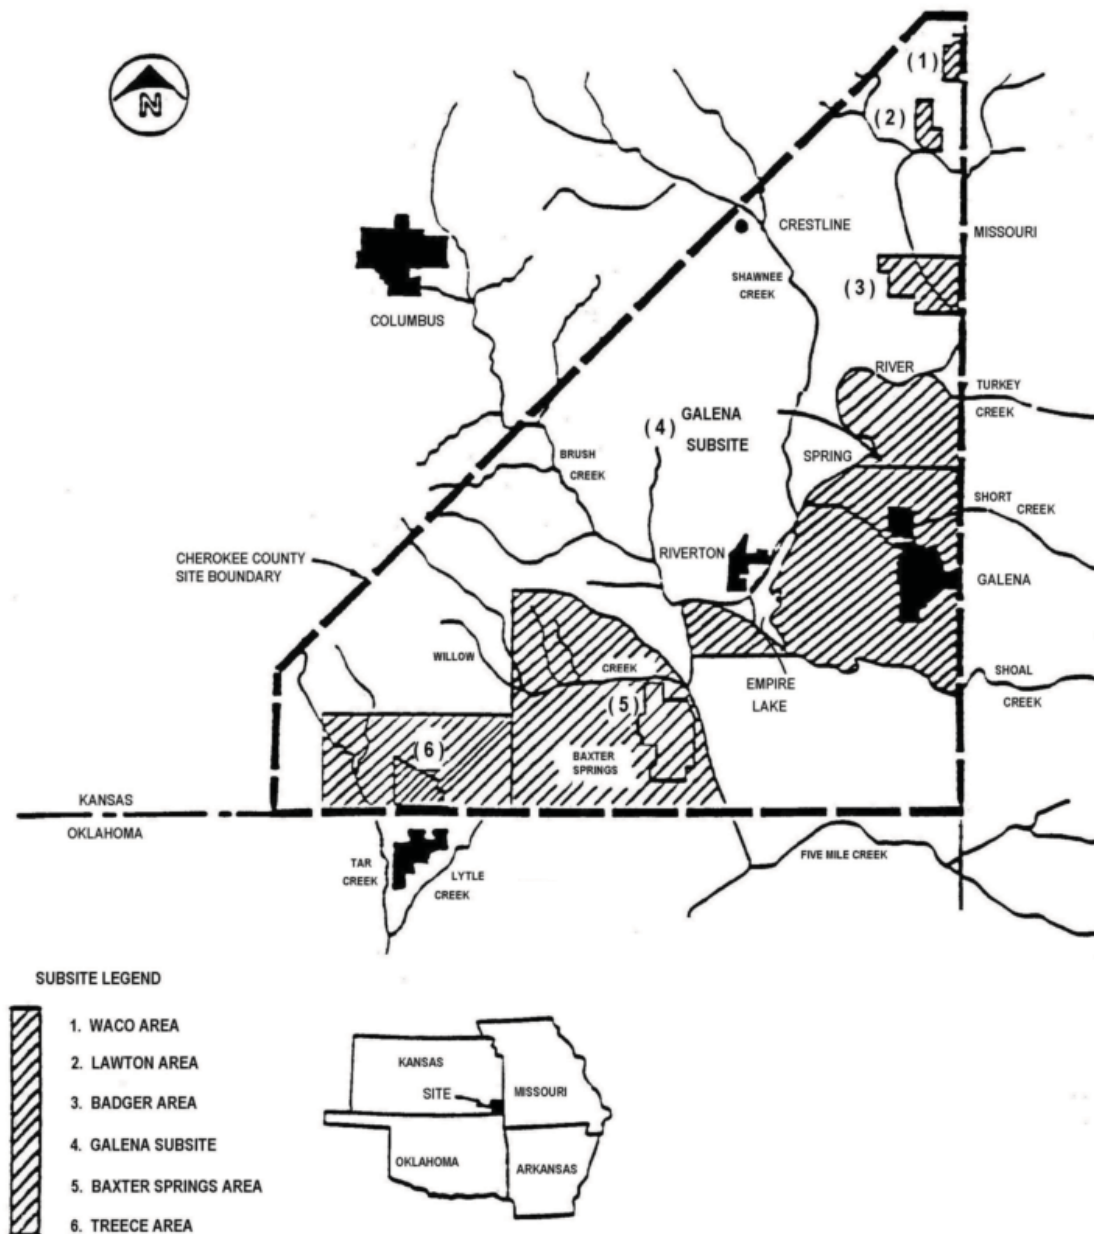 N
(1)
(2)
CRESTLINE
MISSOURI
SHAWNEE
CREEK
(3)
COLUMBUS
RIVER
TURKEY
CREEK
(4)
GALENA
SUBSITE
SPRING
BRUSH
CREEK
SHORT
CREEK
CHEROKEE COUNTY
SITE BOUNDARY
RIVERTON
GALENA
WILLOW
CREEK
EMPIRE
LAKE
SHOAL
CREEK
(5)
(6)
BAXTER
SPRINGS
KANSAS
OKLAHOMA
TAR
CREEK
LYTLE
CREEK
FIVE MILE CREEK
SUBSITE LEGEND
1. WACO AREA
2. LAWTON AREA
3. BADGER AREA
4. GALENA SUBSITE
5. BAXTER SPRINGS AREA
6. TREECE AREA
KANSAS
SITE
MISSOURI
OKLAHOMA
ARKANSAS